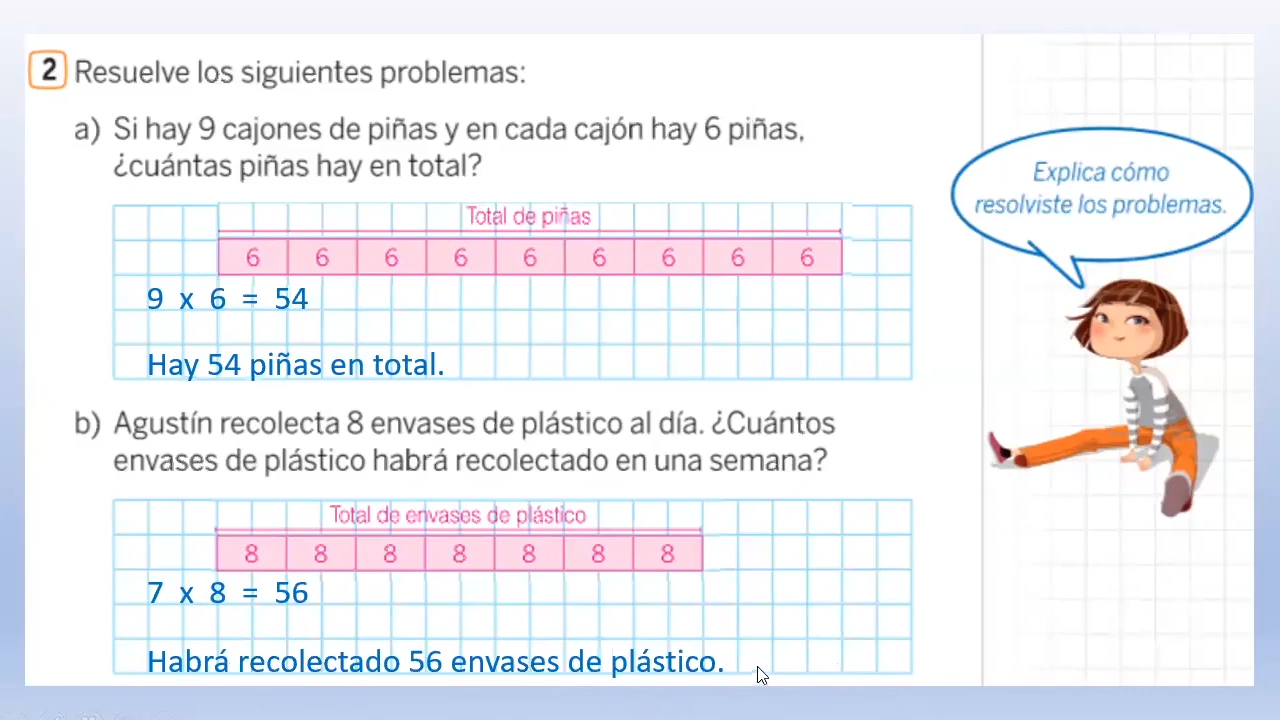 2 Resuelve los siguientes problemas:
a) Si hay 9 cajones de piñas y en cada cajón hay 6 piñas,
¿cuántas piñas hay en total?
Total de piñas
6 6 6 6 6 6 6 6 6
9 x 6 = 54
Hay 54 piñas en total.
b) Agustín recolecta 8 envases de plástico al día. ¿Cuántos
envases de plástico habrá recolectado en una semana?
Total de envases de plástico
8 8 8 8 8 8 8
7 x 8 = 56
Habrá recolectado 56 envases de plástico.
Explica cómo
resolviste los problemas.